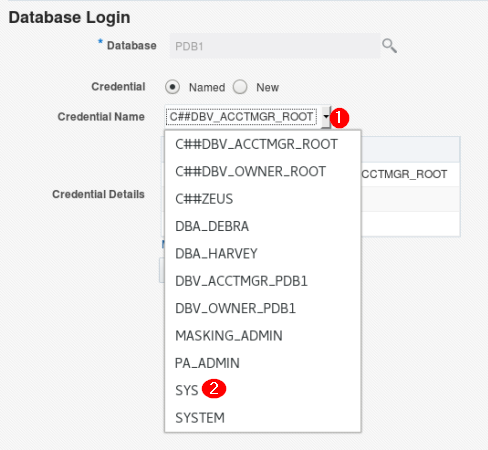 Database Login
* Database PDB1
Credential Named New
Credential Name C##DBV_ACCTMGR_ROOT 1
C##DBV_ACCTMGR_ROOT
C##DBV_OWNER_ROOT
CCTMGR_ROOT
Credential Details
C##ZEUS
DBA_DEBRA
DBA_HARVEY
DBV_ACCTMGR_PDB1
DBV_OWNER_PDB1
MASKING_ADMIN
PA_ADMIN
SYS 2
SYSTEM